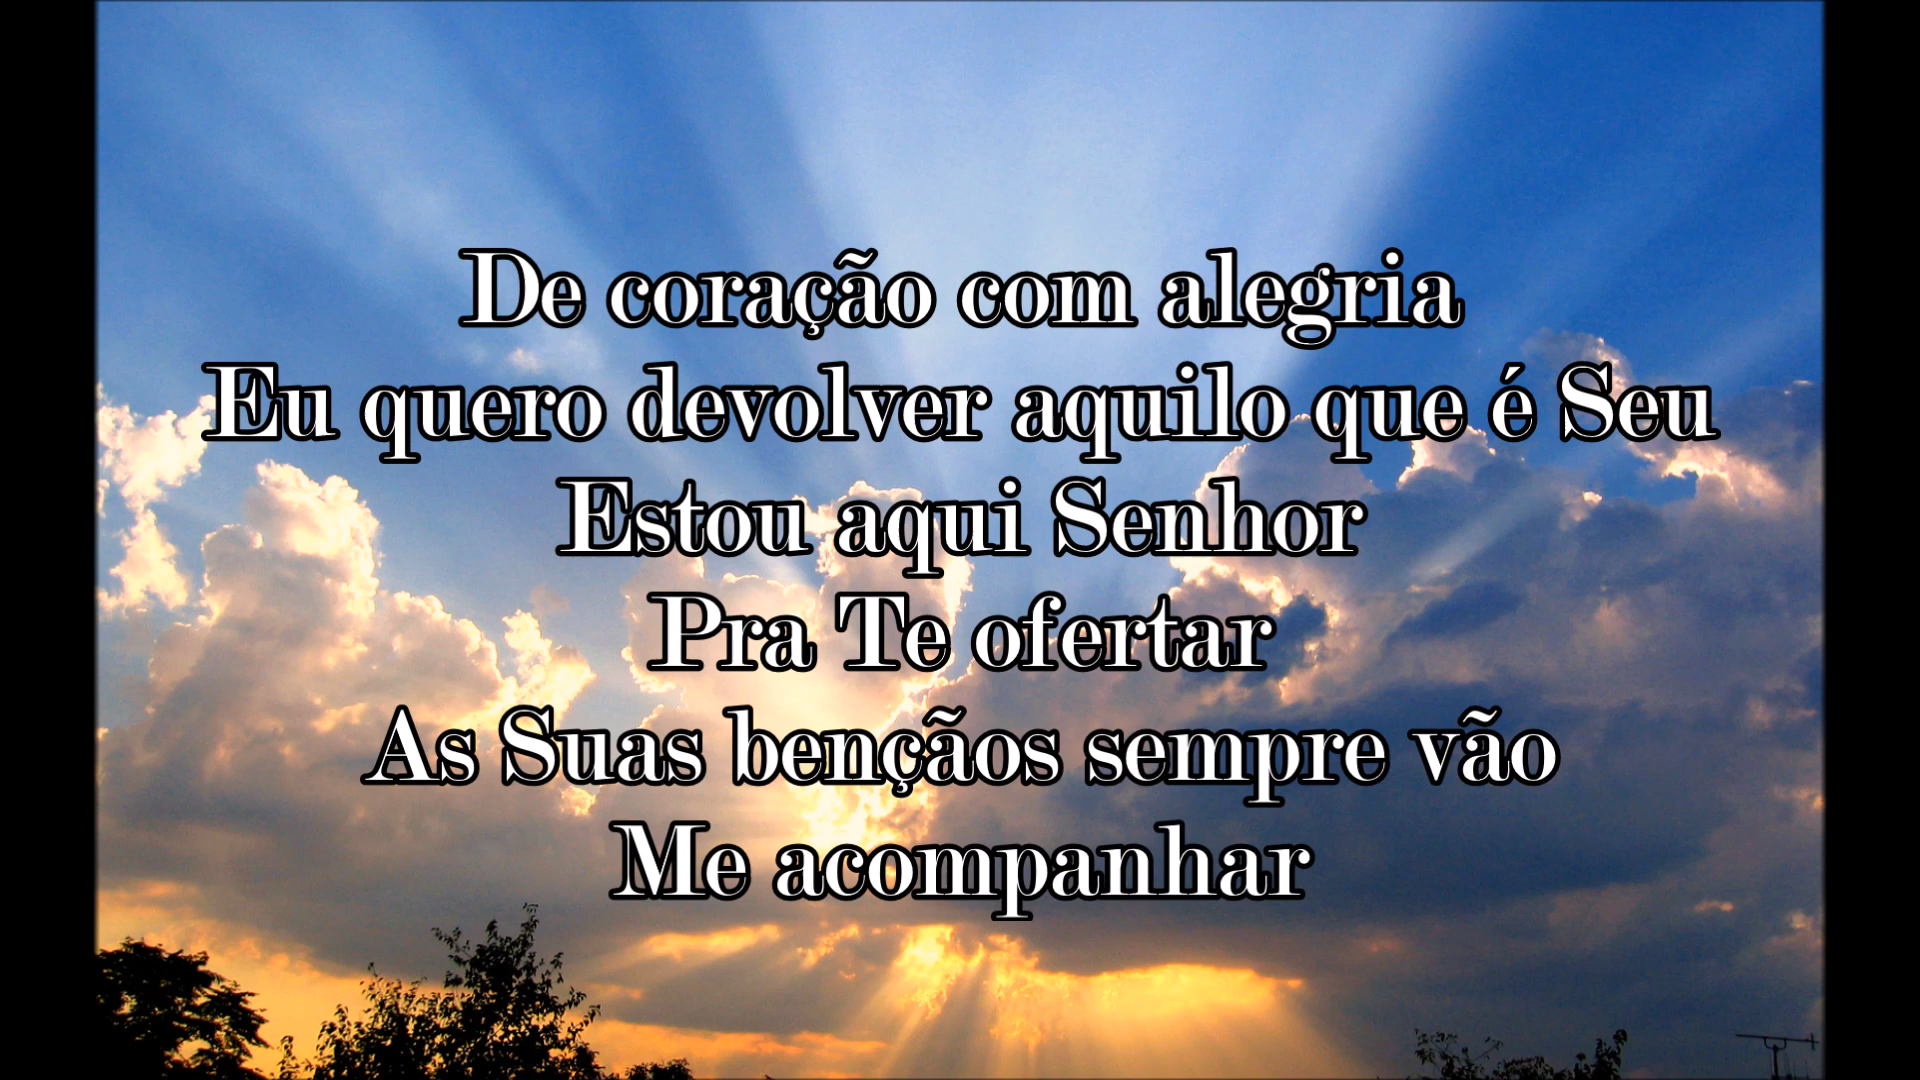 De coração com alegria
Eu quero devolver aquilo que é Seu
Estou aqui Senhor
Pra Te ofertar
As Suas bençãos sempre vão
Me acompanhar